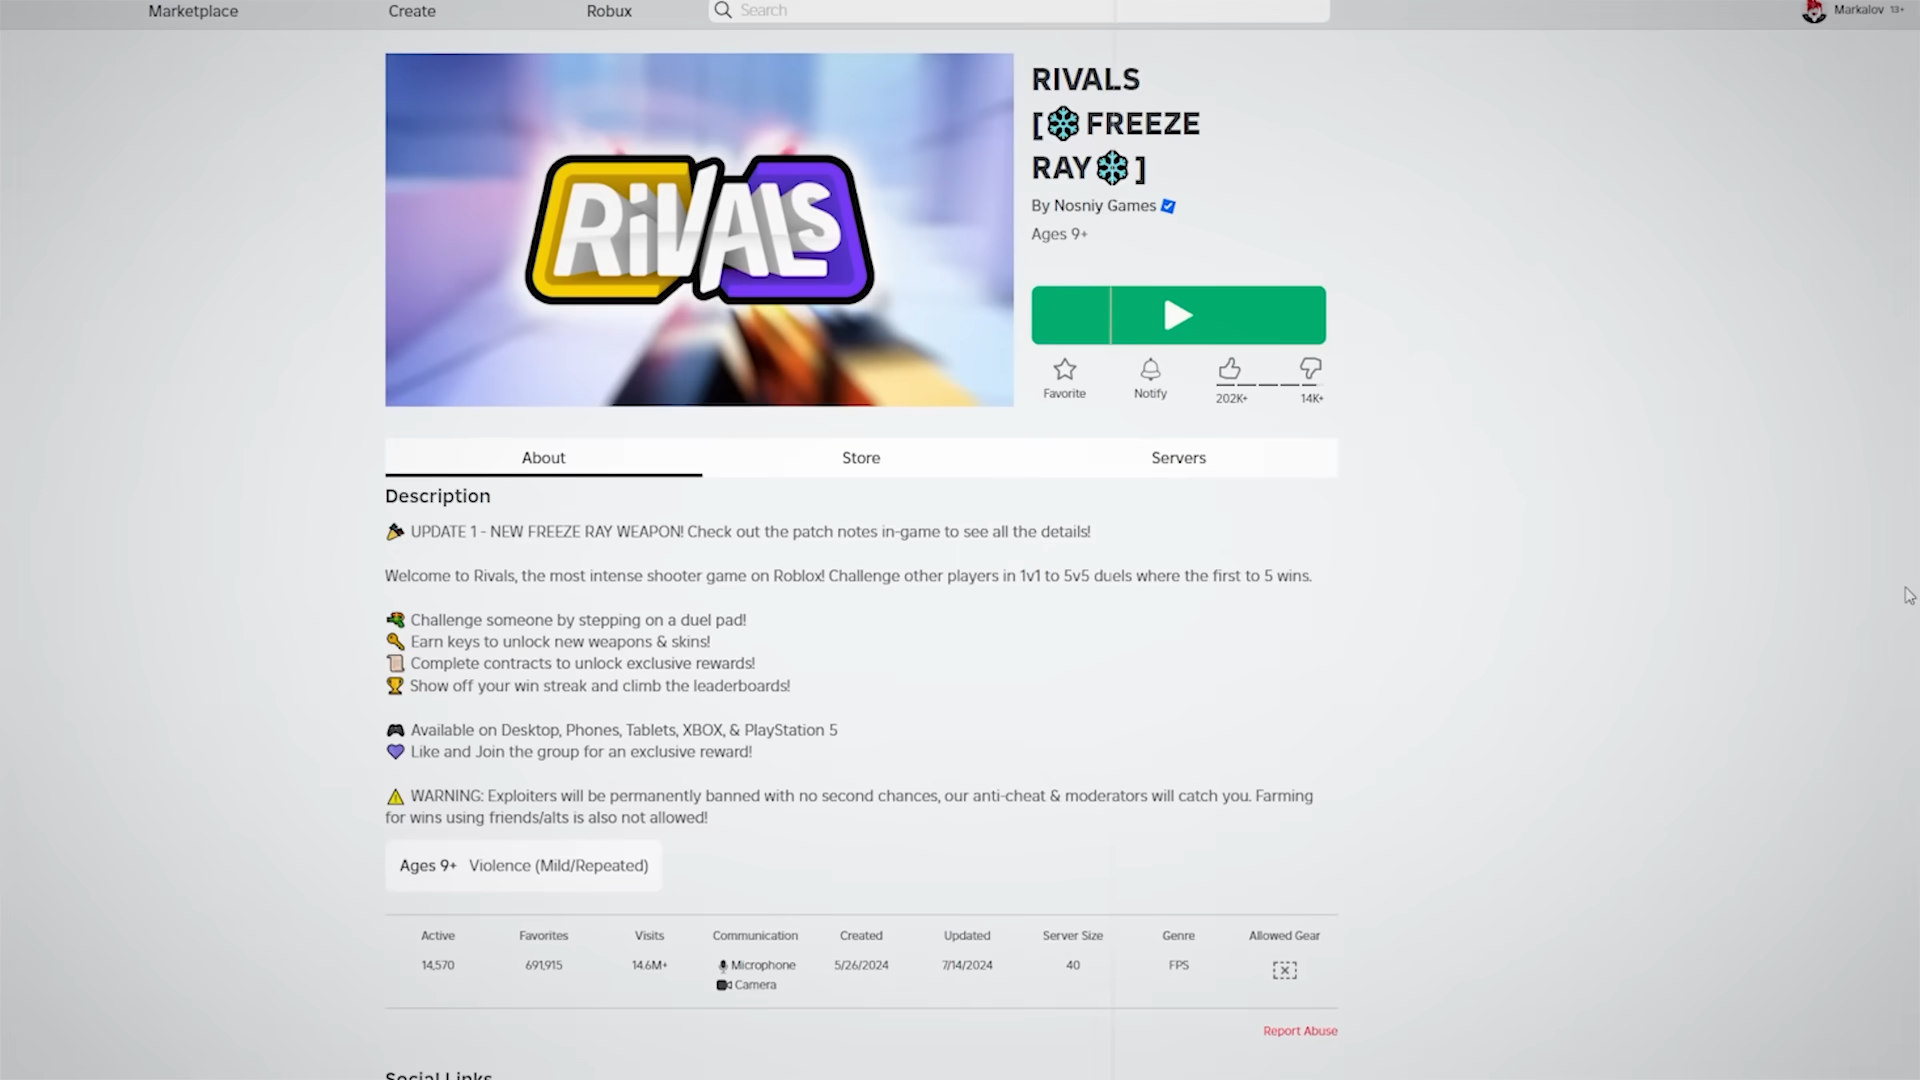 Marketplace
Create
Robux
Search
Markalov 13+
RIVALS
RIVALS
[❄FREEZE
RAY❄]
By Nosniy Games
Ages 9+
Favorite
Notify
202K+
14K+
About
Store
Servers
Description
UPDATE 1 - NEW FREEZE RAY WEAPON! Check out the patch notes in-game to see all the details!
Welcome to Rivals, the most intense shooter game on Roblox! Challenge other players in 1v1 to 5v5 duels where the first to 5 wins.
🔫 Challenge someone by stepping on a duel pad!
🔑 Earn keys to unlock new weapons & skins!
📜 Complete contracts to unlock exclusive rewards!
🏆 Show off your win streak and climb the leaderboards!
🎮 Available on Desktop, Phones, Tablets, XBOX, & PlayStation 5
💜 Like and Join the group for an exclusive reward!
⚠️ WARNING: Exploiters will be permanently banned with no second chances, our anti-cheat & moderators will catch you. Farming
for wins using friends/alts is also not allowed!
Ages 9+ Violence (Mild/Repeated)
Active Favorites Visits Communication Created Updated Server Size Genre Allowed Gear
14,570 691,915 14.6M+ Microphone 5/26/2024 7/14/2024 40 FPS
Camera
Report Abuse
Social Links